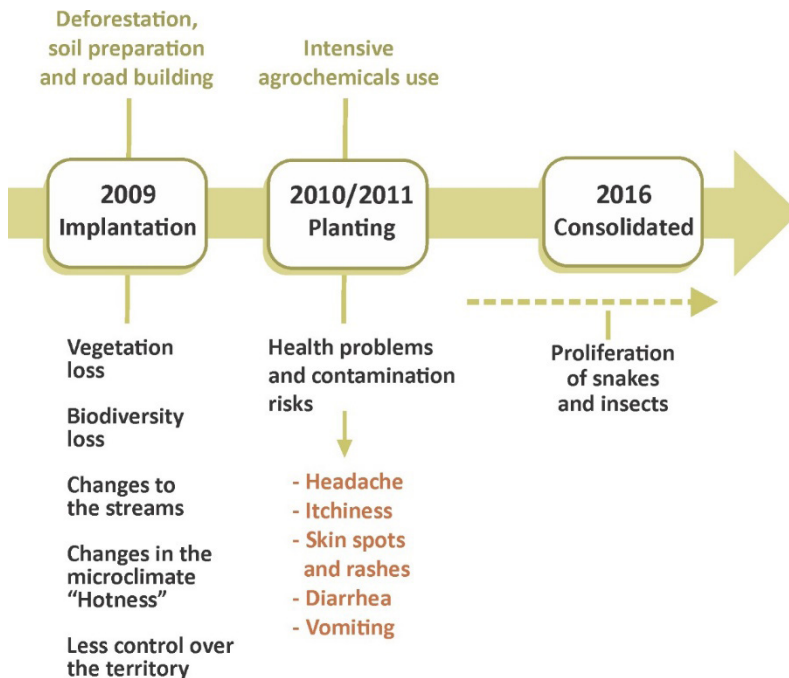 Deforestation,
soil preparation
and road building
Intensive
agrochemicals use
2009
Implantation
2010/2011
Planting
2016
Consolidated
Vegetation
loss
Biodiversity
loss
Changes to
the streams
Changes in the
microclimate
“Hotness”
Less control over
the territory
Health problems
and contamination
risks
- Headache
- Itchiness
- Skin spots
and rashes
- Diarrhea
- Vomiting
Proliferation
of snakes
and insects